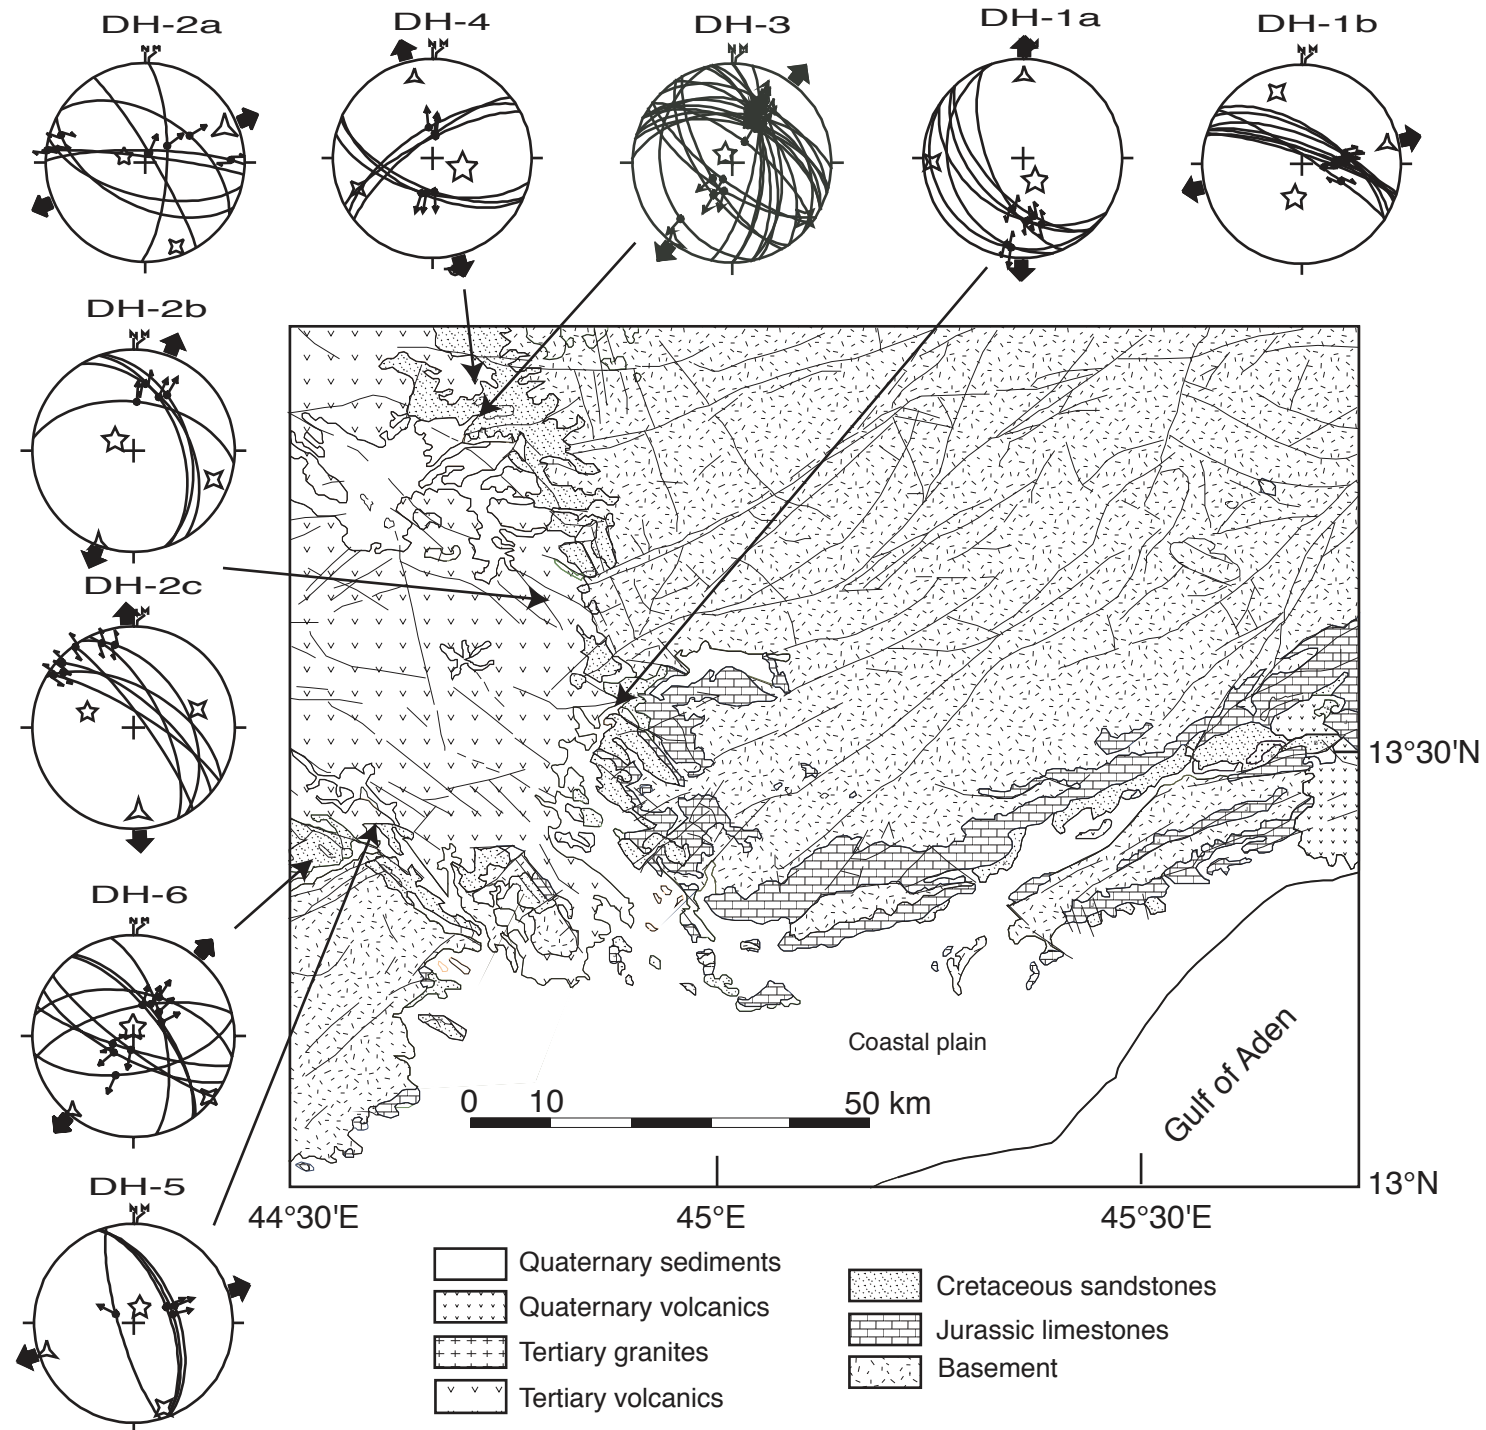 DH-2a
DH-4
DH-3
DH-1a
DH-1b
N M
N M
N M
N M
N M
DH-2b
N M
DH-2c
N M
13°30'N
DH-6
N M
Coastal plain
Gulf of Aden
0 10 50 km
DH-5
N M
13°N
44°30'E
45°E
45°30'E
Quaternary sediments
Quaternary volcanics
Tertiary granites
Tertiary volcanics
Cretaceous sandstones
Jurassic limestones
Basement